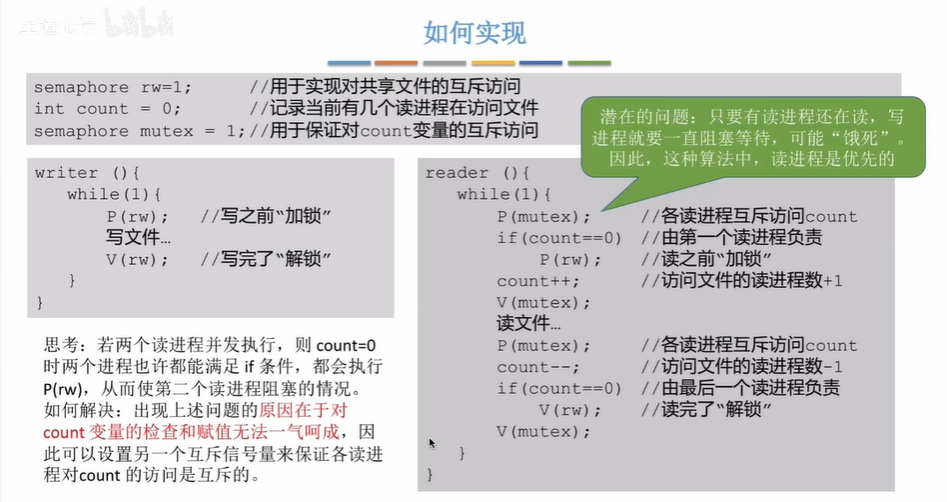 如何实现
semaphore rw=1; //用于实现对共享文件的互斥访问
int count = 0; //记录当前有几个读进程在访问文件
semaphore mutex = 1;//用于保证对count变量的互斥访问
潜在的问题：只要有读进程还在读，写
进程就要一直阻塞等待，可能“饿死”。
因此，这种算法中，读进程是优先的
writer (){
while(1){
P(rw); //写之前“加锁”
写文件…
V(rw); //写完了“解锁”
}
}
思考：若两个读进程并发执行，则 count=0
时两个进程也许都能满足 if 条件，都会执行
P(rw)，从而使第二个读进程阻塞的情况。
如何解决：出现上述问题的原因在于对
count 变量的检查和赋值无法一气呵成，因
此可以设置另一个互斥信号量来保证各读进
程对count 的访问是互斥的。
reader (){
while(1){
P(mutex); //各读进程互斥访问count
if(count==0) //由第一个读进程负责
P(rw); //读之前“加锁”
count++; //访问文件的读进程数+1
V(mutex);
读文件…
P(mutex); //各读进程互斥访问count
count--; //访问文件的读进程数-1
if(count==0) //由最后一个读进程负责
V(rw); //读完了“解锁”
V(mutex);
}
}